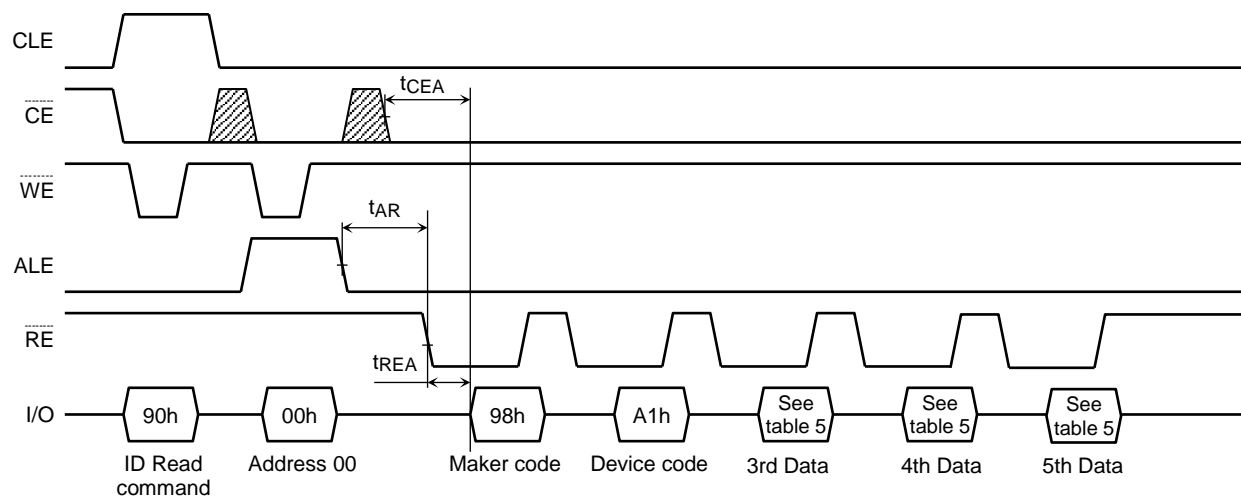 CLE
tCEA
CE
WE
tAR
ALE
RE
tREA
I/O
90h
00h
98h
A1h
See
table 5
See
table 5
See
table 5
ID Read
command
Address 00
Maker code
Device code
3rd Data
4th Data
5th Data